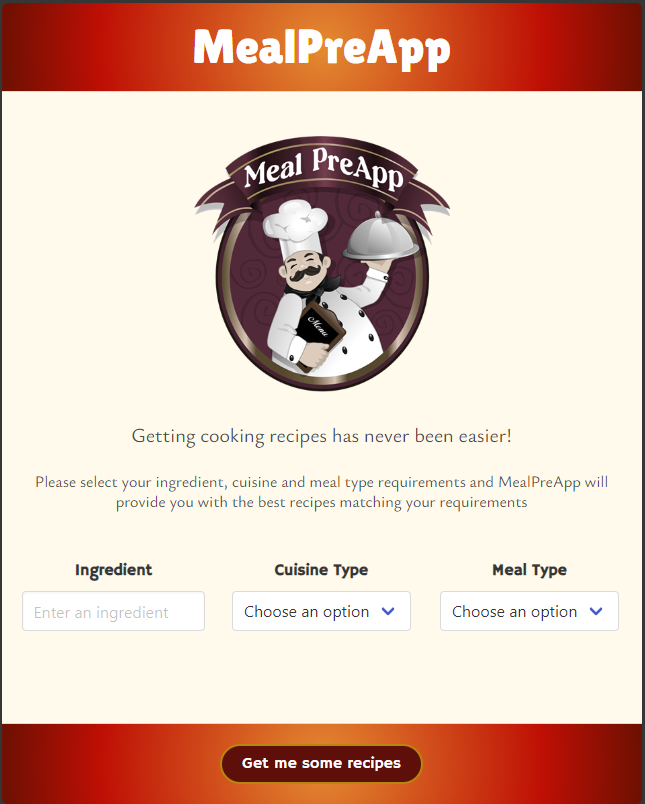 MealPreApp
Meal PreApp
Menu
Getting cooking recipes has never been easier!
Please select your ingredient, cuisine and meal type requirements and MealPreApp will
provide you with the best recipes matching your requirements
Ingredient
Cuisine Type
Meal Type
Enter an ingredient
Choose an option
Choose an option
Get me some recipes